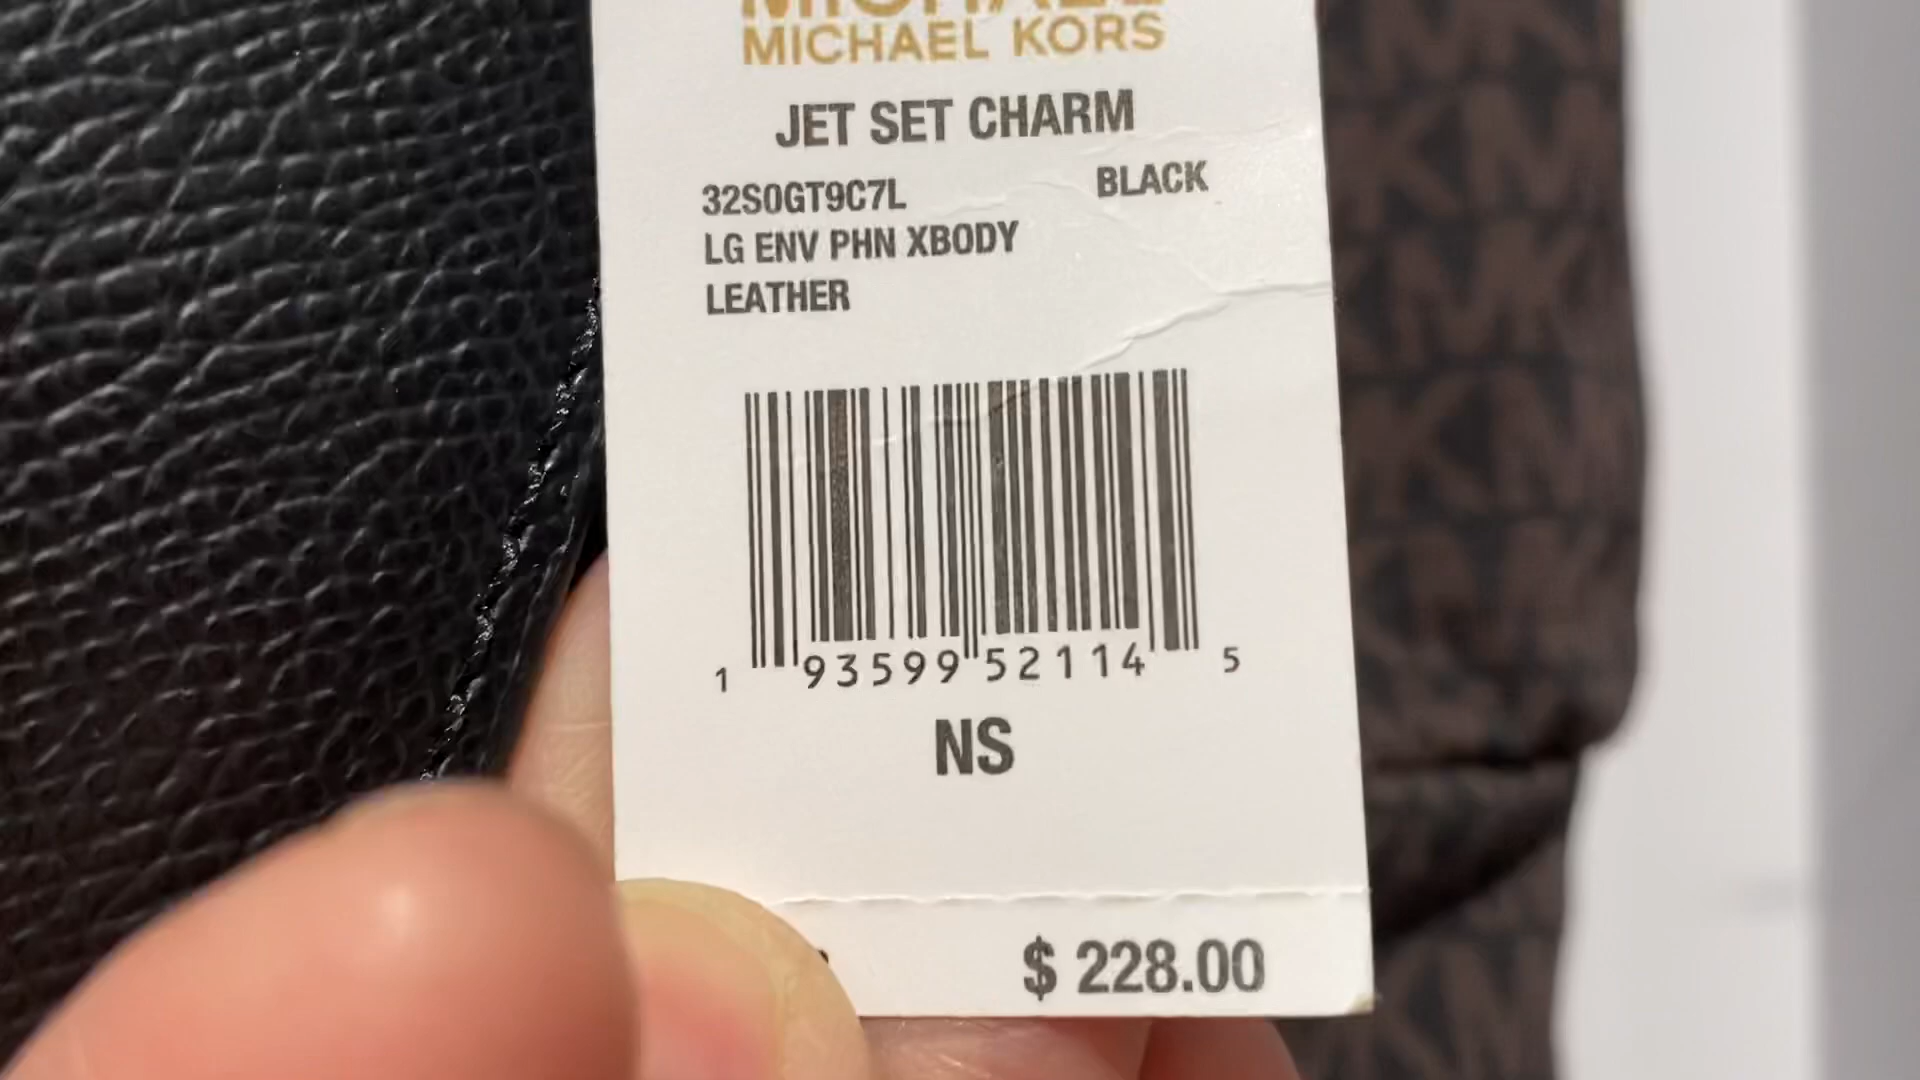 MICHAEL
MICHAEL KORS
JET SET CHARM
32S0GT9C7L BLACK
LG ENV PHN XBODY
LEATHER
1 93599 52114 5
NS
$ 228.00